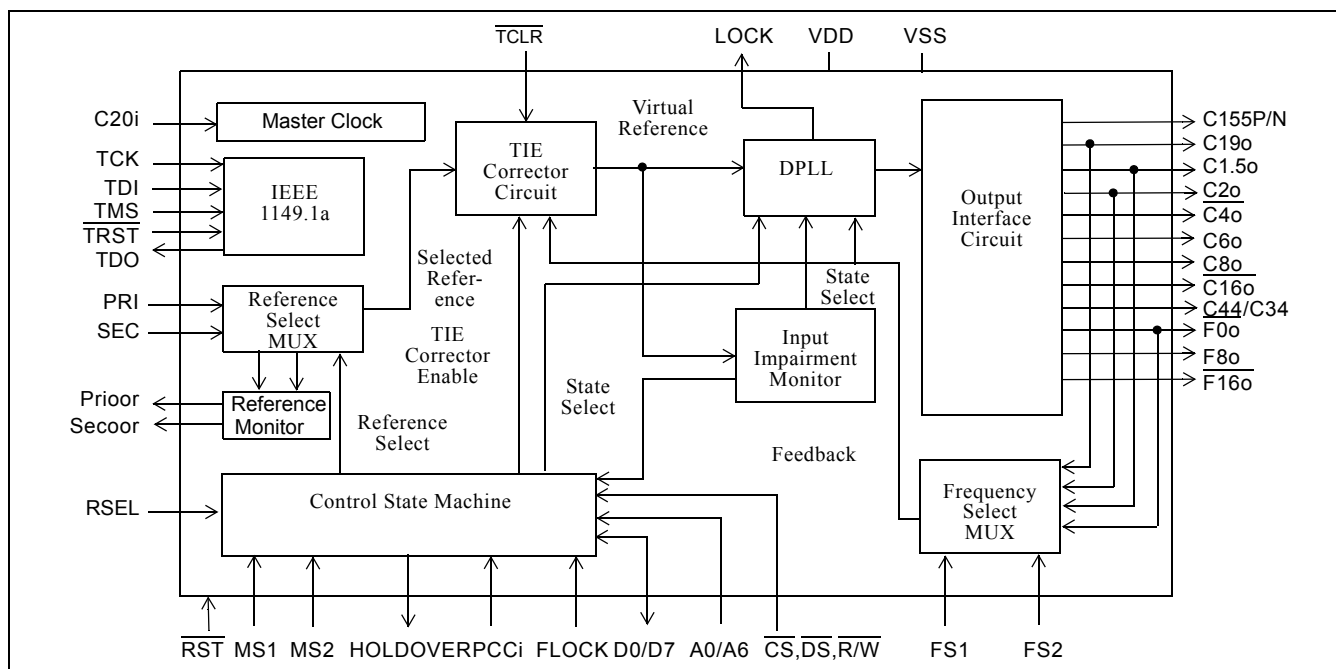 TCLR
LOCK
VDD
VSS
C20i
Master Clock
TCK
TDI
TMS
TRST
TDO
IEEE
1149.1a
TIE
Corrector
Circuit
Virtual
Reference
DPLL
Output
Interface
Circuit
C155P/N
C19o
C1.5o
C2o
C4o
C6o
C8o
C16o
C44/C34
F0o
F8o
F16o
PRI
SEC
Reference
Select
MUX
Selected
Refer-
ence
TIE
Corrector
Enable
State
Select
Input
Impairment
Monitor
Prioor
Secoor
Reference
Monitor
Reference
Select
State
Select
Feedback
RSEL
Control State Machine
Frequency
Select
MUX
RST
MS1
MS2
HOLDOVER
PCCi
FLOCK
D0/D7
A0/A6
CS,DS,R/W
FS1
FS2